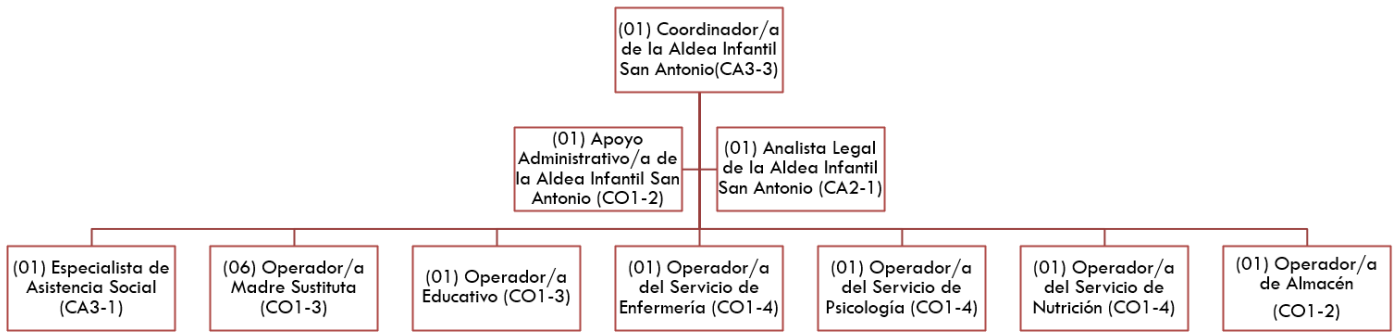 (01) Coordinador/a
de la Aldea Infantil
San Antonio(CA3-3)
(01) Apoyo
Administrativo/a de
la Aldea Infantil San
Antonio (CO1-2)
(01) Analista Legal
de la Aldea Infantil
San Antonio (CA2-1)
(01) Especialista de
Asistencia Social
(CA3-1)
(06) Operador/a
Madre Sustituta
(CO1-3)
(01) Operador/a
Educativo (CO1-3)
(01) Operador/a
del Servicio de
Enfermería (CO1-4)
(01) Operador/a
del Servicio de
Psicología (CO1-4)
(01) Operador/a
del Servicio de
Nutrición (CO1-4)
(01) Operador/a
de Almacén
(CO1-2)